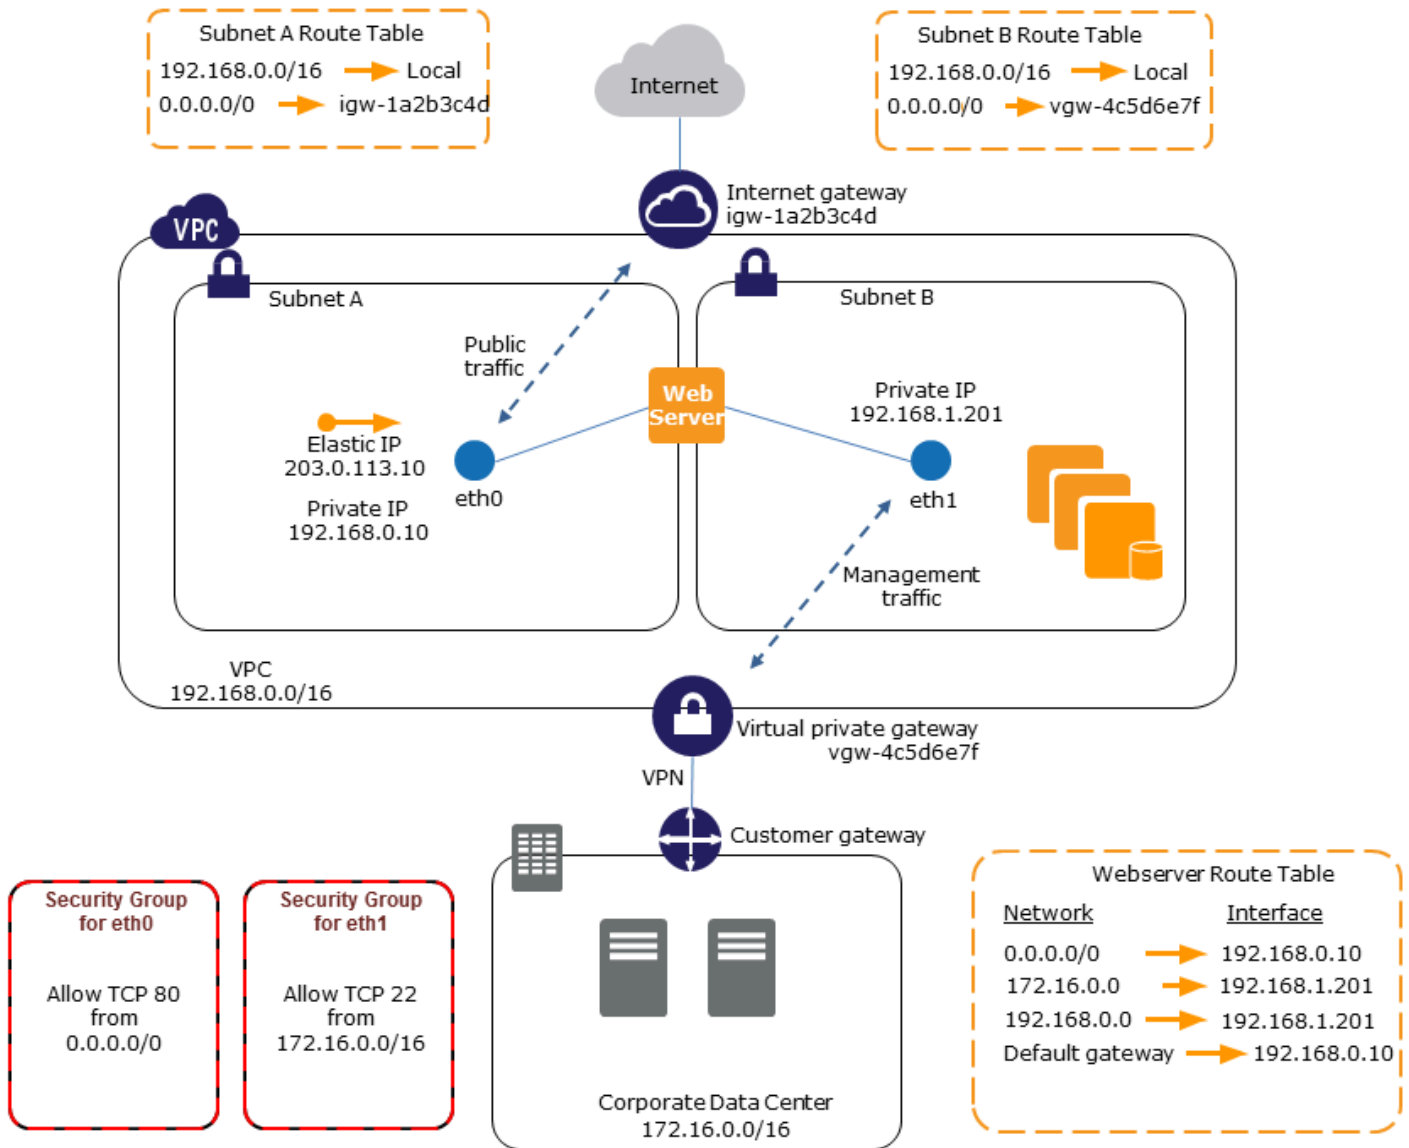 Subnet A Route Table
192.168.0.0/16 Local
0.0.0.0/0 igw-1a2b3c4d
Internet
Subnet B Route Table
192.168.0.0/16 Local
0.0.0.0/0 vgw-4c5d6e7f
Internet gateway
igw-1a2b3c4d
VPC
Subnet A
Subnet B
Public
traffic
Web
Server
Elastic IP
203.0.113.10
Private IP
192.168.0.10
eth0
Private IP
192.168.1.201
eth1
Management
traffic
VPC
192.168.0.0/16
Virtual private gateway
vgw-4c5d6e7f
VPN
Customer gateway
Security Group
for eth0
Allow TCP 80
from
0.0.0.0/0
Security Group
for eth1
Allow TCP 22
from
172.16.0.0/16
Corporate Data Center
172.16.0.0/16
Webserver Route Table
Network Interface
0.0.0.0/0 192.168.0.10
172.16.0.0 192.168.1.201
192.168.0.0 192.168.1.201
Default gateway 192.168.0.10